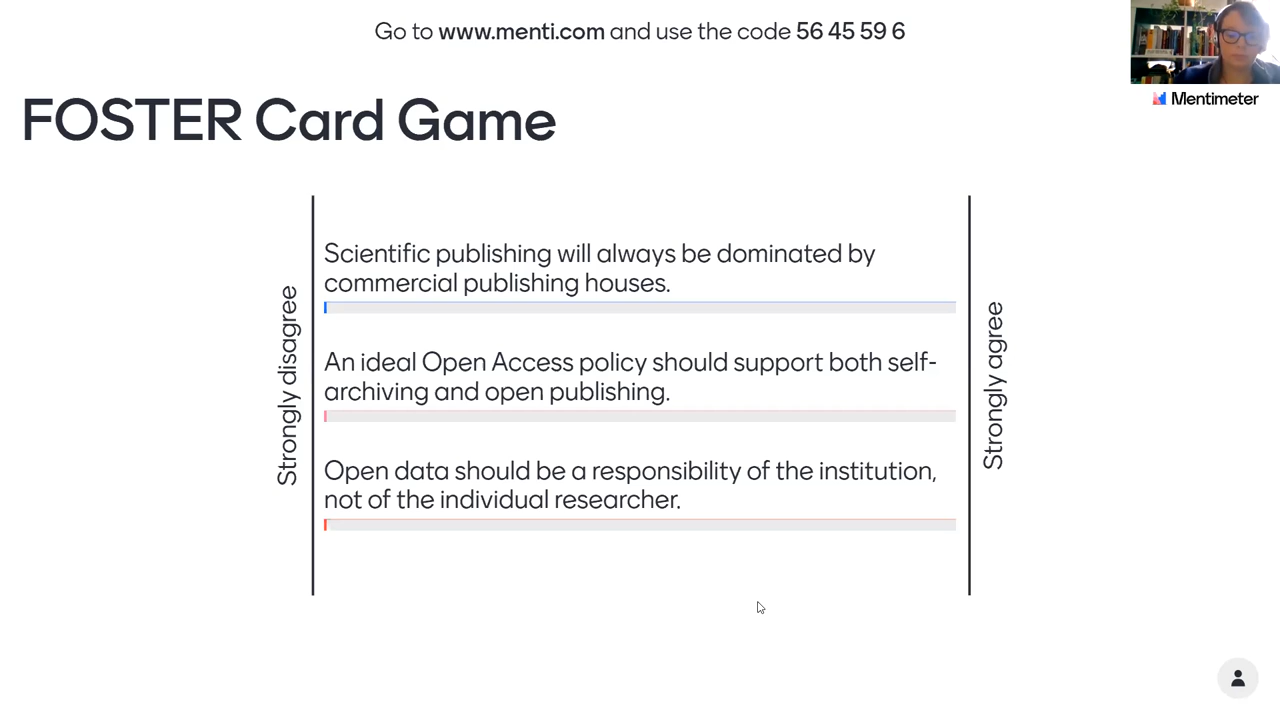 Go to www.menti.com and use the code 56 45 59 6
Mentimeter
FOSTER Card Game
Strongly disagree
Scientific publishing will always be dominated by
commercial publishing houses.
An ideal Open Access policy should support both self-
archiving and open publishing.
Open data should be a responsibility of the institution,
not of the individual researcher.
Strongly agree